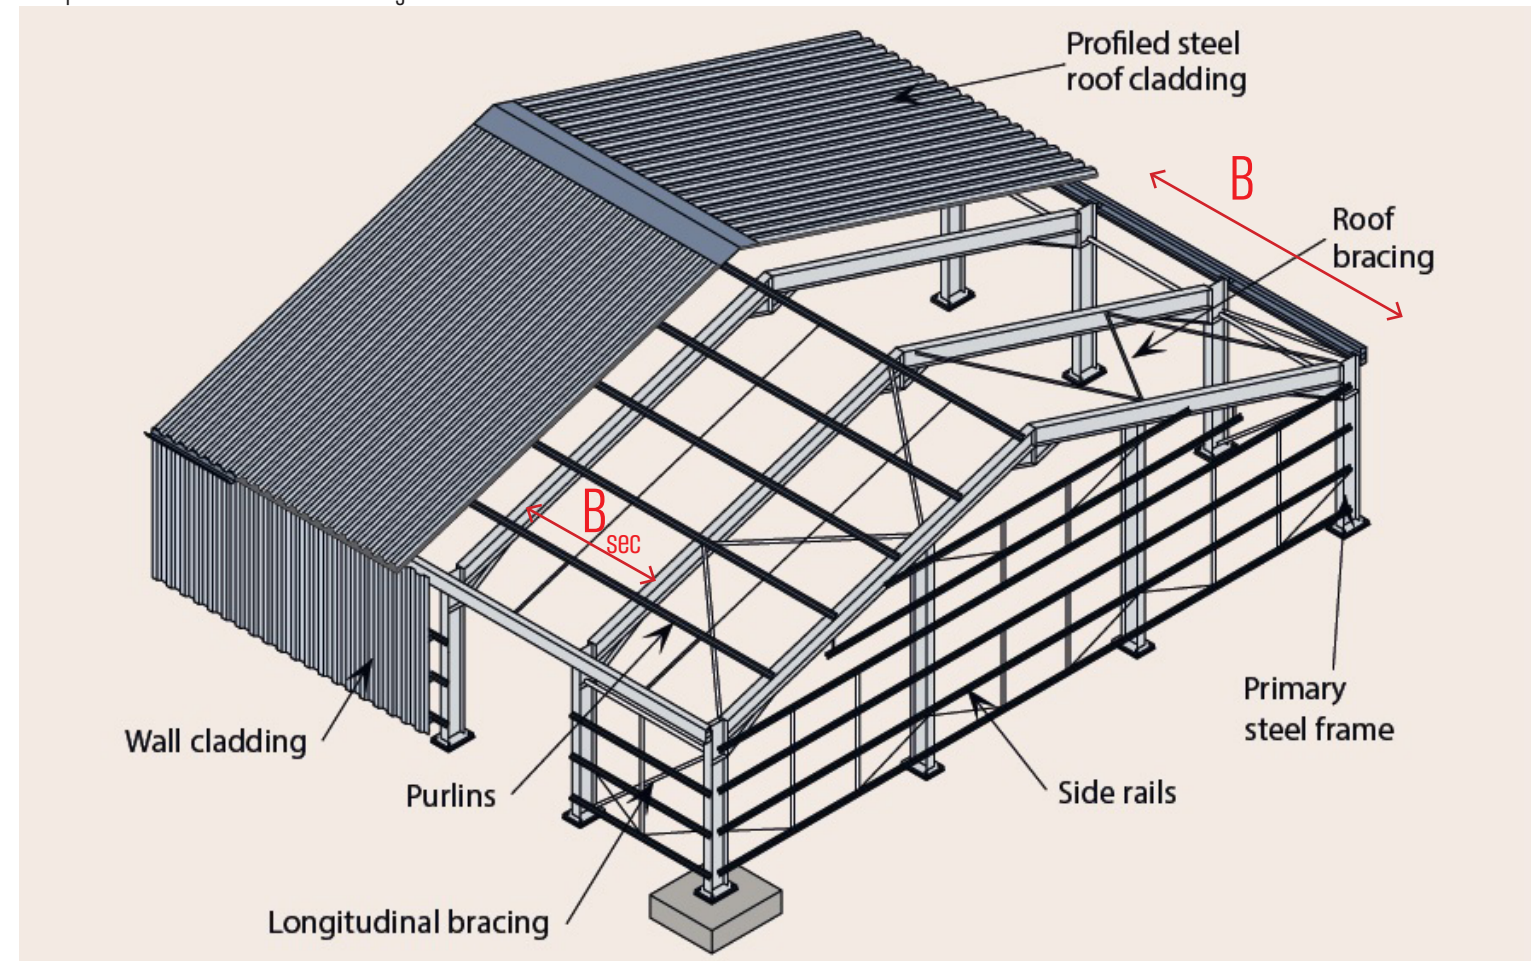 Profiled steel
roof cladding
B
Roof
bracing
B
sec
Primary
steel frame
Wall cladding
Purlins
Side rails
Longitudinal bracing